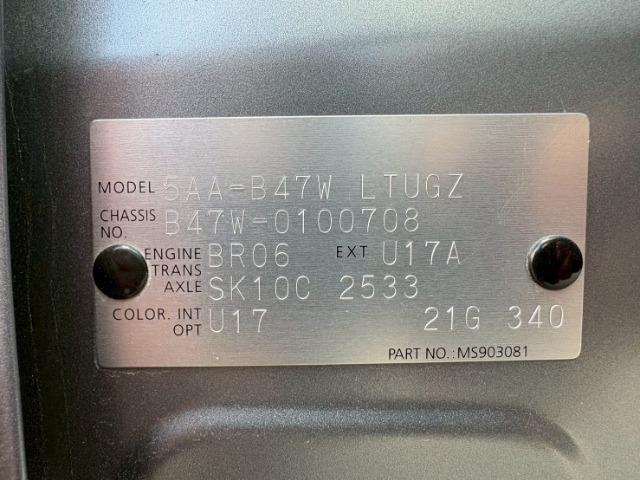 MODEL 5AA-B47W LTUGZ
CHASSIS NO. B47W-0100708
ENGINE BR06 EXT U17A
TRANS AXLE SK10C 2533
COLOR. INT U17 21G 340
OPT
PART NO.:MS903081